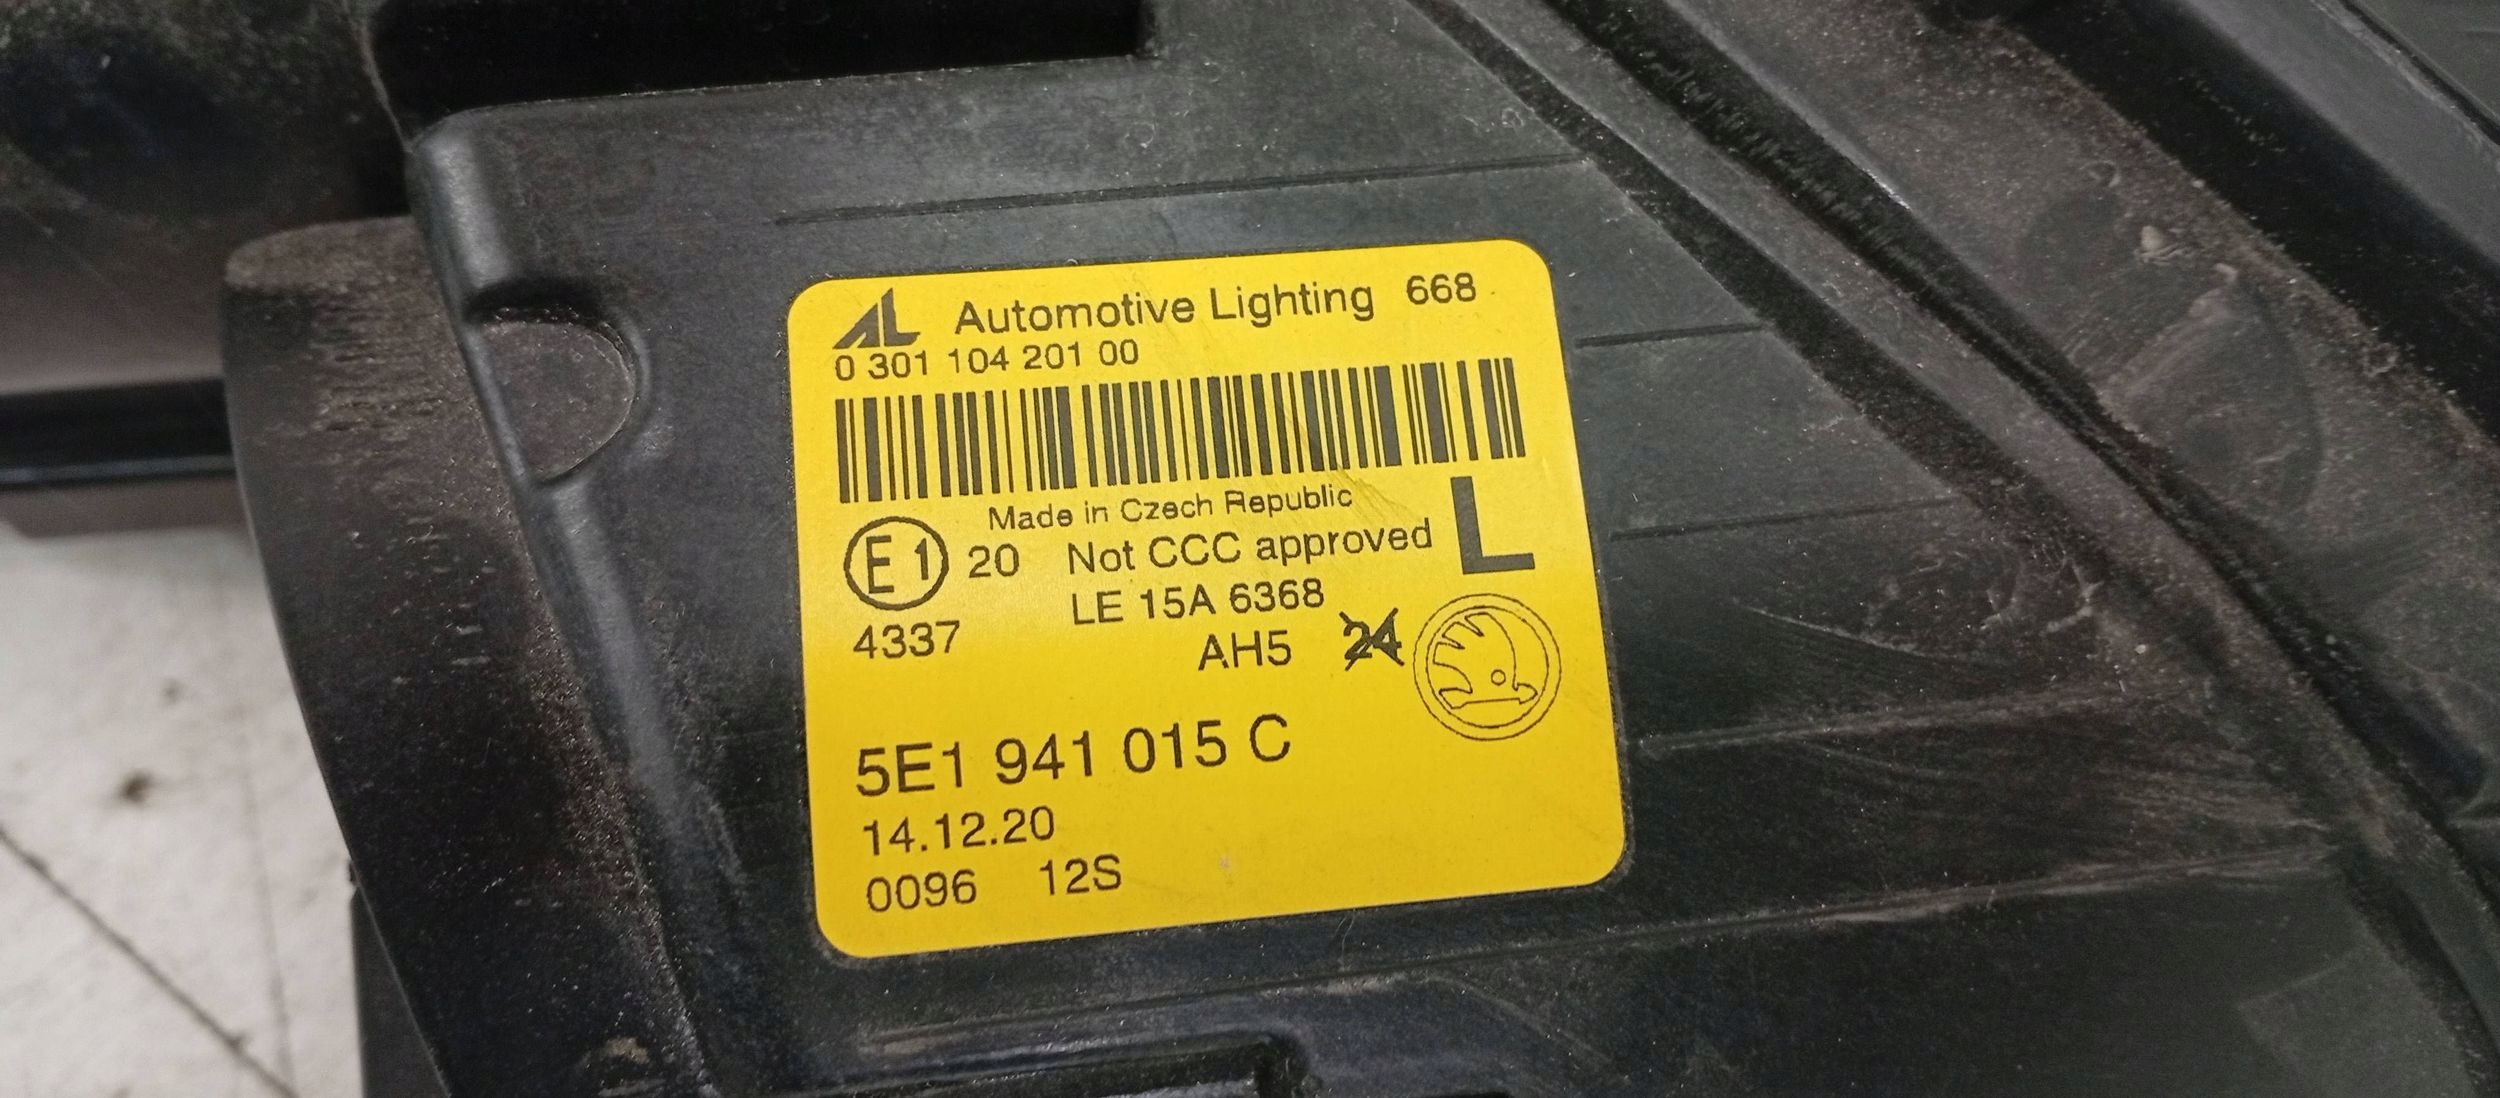 AL Automotive Lighting 668
0 301 104 201 00
Made in Czech Republic
E1 20 Not CCC approved L
LE 15A 6368
4337 AH5 24
5E1 941 015 C
14.12.20
0096 12S